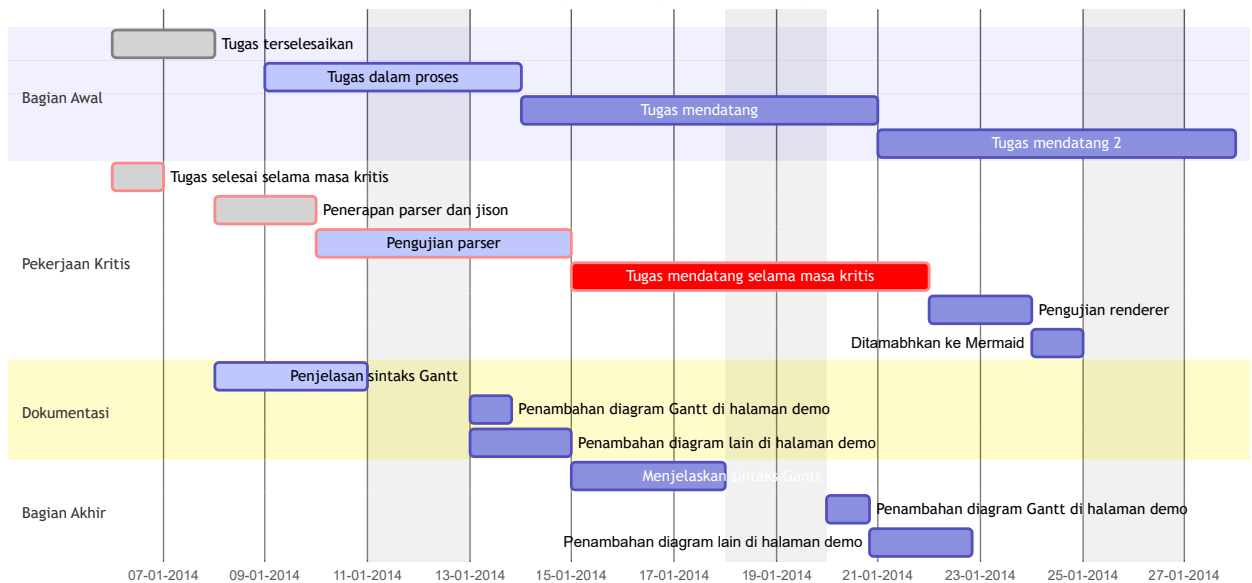 Tugas terselesaikan
Tugas dalam proses
Bagian Awal
Tugas mendatang
Tugas mendatang 2
Tugas selesai selama masa kritis
Penerapan parser dan jison
Pengujian parser
Pekerjaan Kritis
Tugas mendatang selama masa kritis
Pengujian renderer
Ditamabhkan ke Mermaid
Penjelasan sintaks Gantt
Dokumentasi
Penambahan diagram Gantt di halaman demo
Penambahan diagram lain di halaman demo
Menjelaskan sintaks Gantt
Bagian Akhir
Penambahan diagram Gantt di halaman demo
Penambahan diagram lain di halaman demo
07-01-2014 09-01-2014 11-01-2014 13-01-2014 15-01-2014 17-01-2014 19-01-2014 21-01-2014 23-01-2014 25-01-2014 27-01-2014